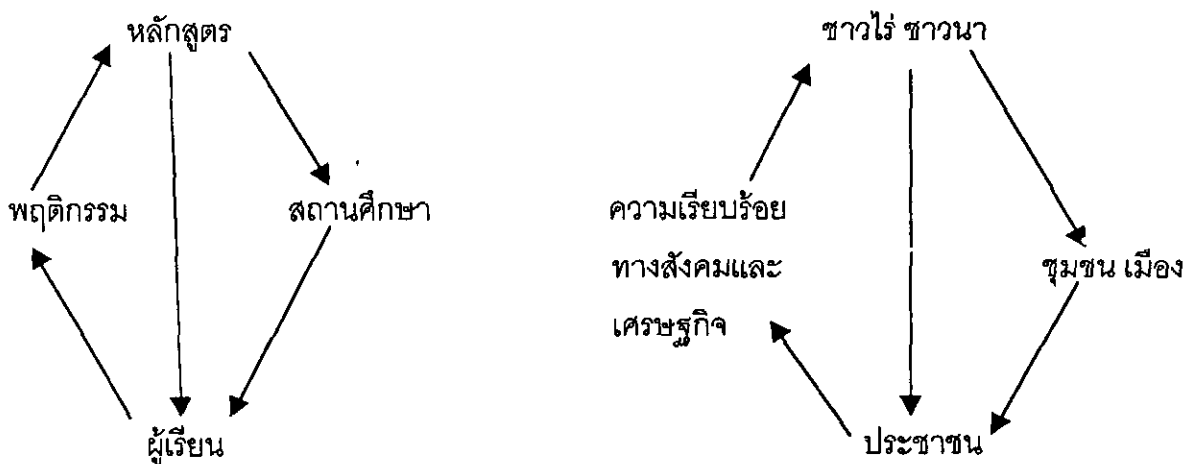 หลักสูตร
พฤติกรรม
สถานศึกษา
ผู้เรียน
ชาวไร่ ชาวนา
ความเรียบร้อย
ทางสังคมและ
เศรษฐกิจ
ชุมชน เมือง
ประชาชน